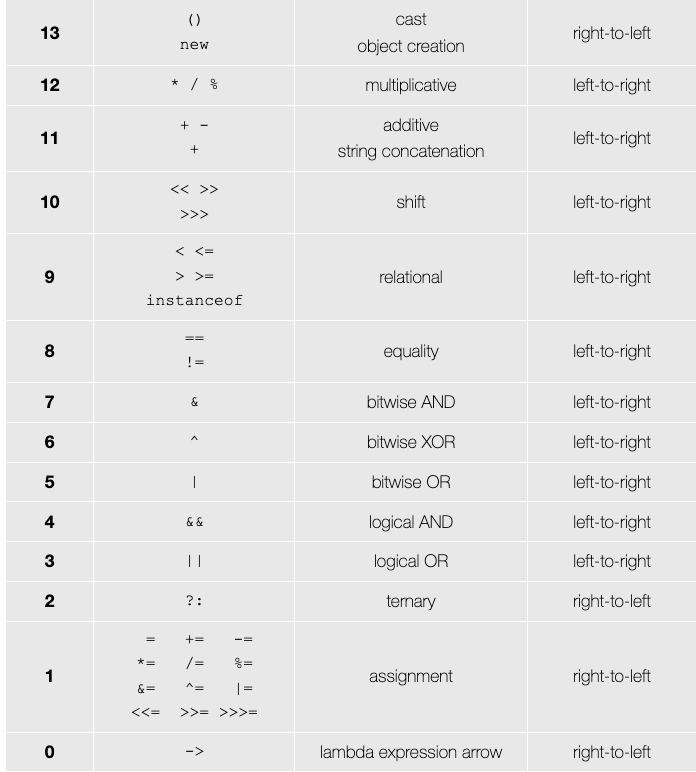 13 () cast right-to-left
new object creation
12 * / % multiplicative left-to-right
11 + - additive left-to-right
+ string concatenation
10 << >> shift left-to-right
>>>
9 < <= relational left-to-right
> >=
instanceof
8 == equality left-to-right
!=
7 & bitwise AND left-to-right
6 ^ bitwise XOR left-to-right
5 | bitwise OR left-to-right
4 && logical AND left-to-right
3 || logical OR left-to-right
2 ?: ternary right-to-left
1 = += -= assignment right-to-left
*= /= %=
&= ^= |=
<<= >>= >>>=
0 -> lambda expression arrow right-to-left